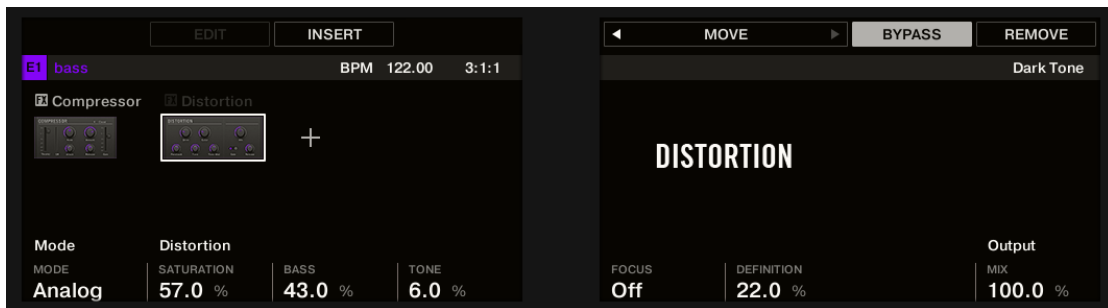 EDIT INSERT
MOVE BYPASS REMOVE
E1 bass BPM 122.00 3:1:1
Dark Tone
FX Compressor FX Distortion
DISTORTION
Mode Distortion
Output
MODE SATURATION BASS TONE
FOCUS DEFINITION MIX
Analog 57.0 % 43.0 % 6.0 %
Off 22.0 % 100.0 %